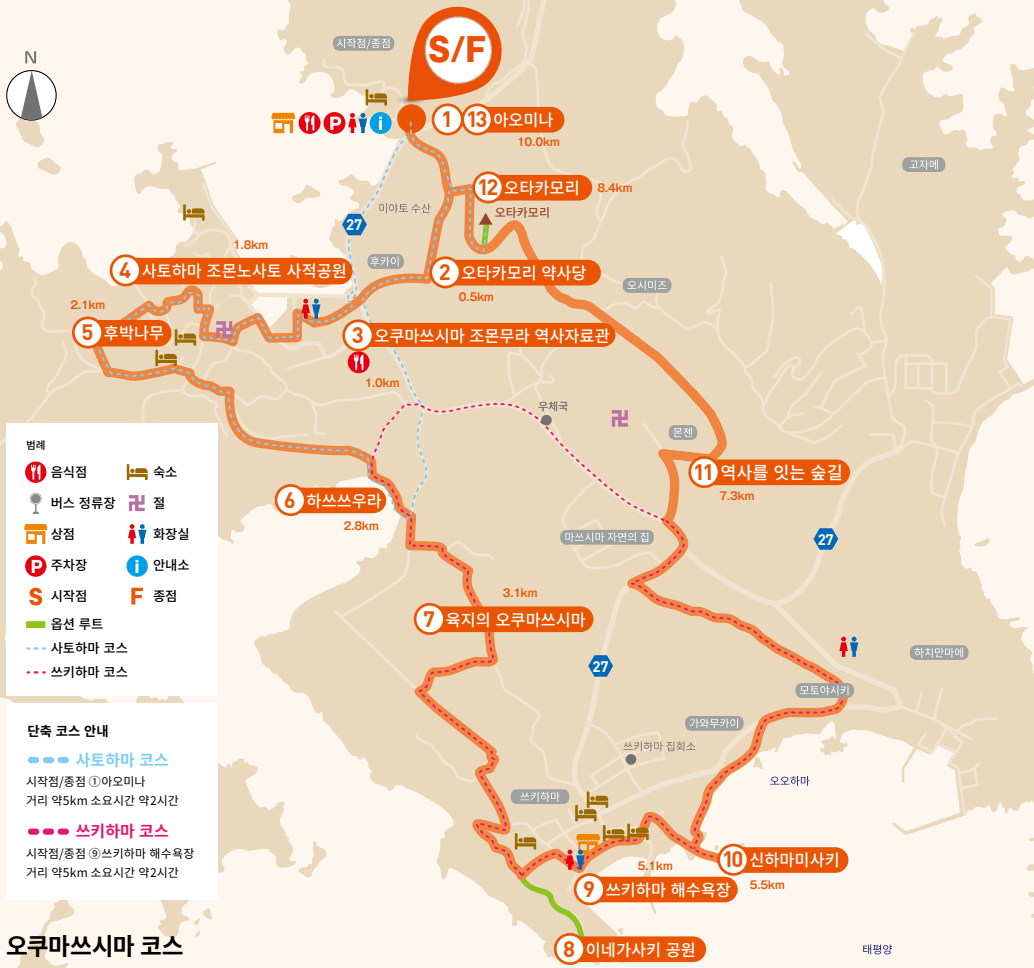 시작점/종점
S/F
N
P
i
1 13 아오미나
10.0km
고자메
12 오타카모리
8.4km
미야토 수산
오타카모리
27
1.8km
후카이
4 사토하마 조몬노사토 사적공원
2 오타카모리 약사당
0.5km
오시미즈
2.1km
5 후박나무
3 오쿠마쓰시마 조몬무라 역사자료관
1.0km
우체국
몬젠
11 역사를 잇는 숲길
7.3km
6 하쓰쓰우라
2.8km
마쓰시마 자연의 집
27
3.1km
7 육지의 오쿠마쓰시마
27
하치만마에
모토야시키
가와무카이
쓰키하마 집회소
오오하마
쓰키하마
5.1km
10 신하마미사키
5.5km
9 쓰키하마 해수욕장
8 이네가사키 공원
태평양
범례
음식점
숙소
버스 정류장
절
상점
화장실
P 주차장
i 안내소
S 시작점
F 종점
옵션 루트
사토하마 코스
쓰키하마 코스
단축 코스 안내
사토하마 코스
시작점/종점 ①아오미나
거리 약5km 소요시간 약2시간
쓰키하마 코스
시작점/종점 ⑨쓰키하마 해수욕장
거리 약5km 소요시간 약2시간
오쿠마쓰시마 코스